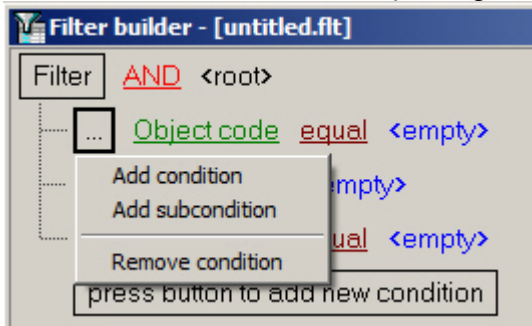 Filter builder - [untitled.flt]
Filter AND <root>
... Object code equal <empty>
Add condition
mpty>
Add subcondition
ual <empty>
Remove condition
press button to add new condition